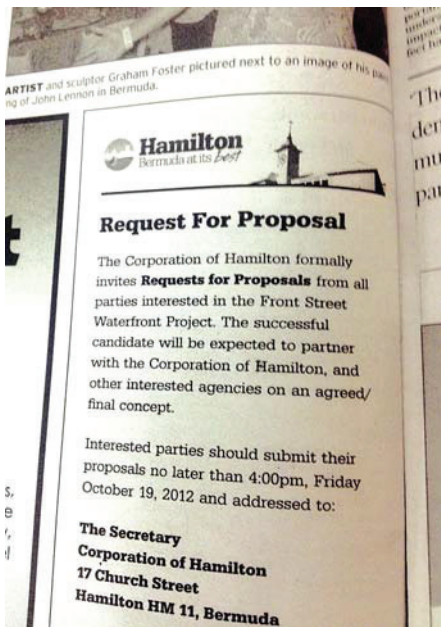 ARTIST and sculptor Graham Foster pictured next to an image of his
ng of John Lennon in Bermuda.
Hamilton
Bermuda at its best
Request For Proposal
The Corporation of Hamilton formally
invites Requests for Proposals from all
parties interested in the Front Street
Waterfront Project. The successful
candidate will be expected to partner
with the Corporation of Hamilton, and
other interested agencies on an agreed/
final concept.
Interested parties should submit their
proposals no later than 4:00pm, Friday
October 19, 2012 and addressed to:
The Secretary
Corporation of Hamilton
17 Church Street
Hamilton HM 11, Bermuda